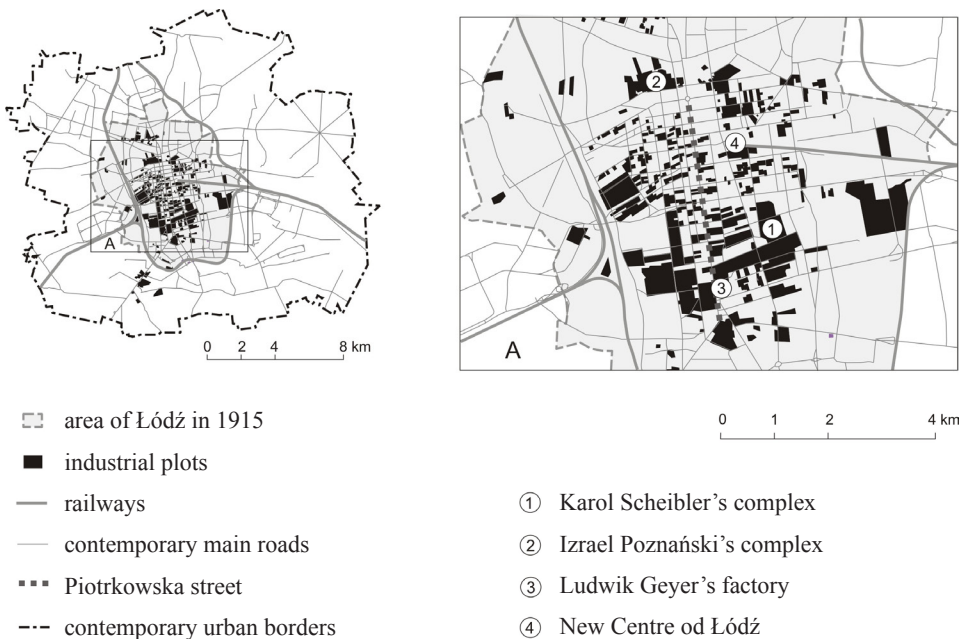 2
4
1
3
A
A
0 2 4 8 km
0 1 2 4 km
area of Łódź in 1915
industrial plots
railways
contemporary main roads
Piotrkowska street
contemporary urban borders
1 Karol Scheibler’s complex
2 Izrael Poznański’s complex
3 Ludwik Geyer’s factory
4 New Centre od Łódź